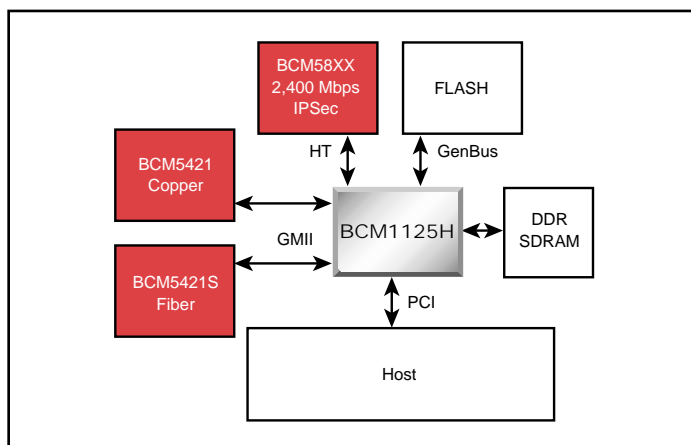 BCM58XX
2,400 Mbps
IPSec
FLASH
HT
GenBus
BCM5421
Copper
BCM1125H
DDR
SDRAM
GMII
BCM5421S
Fiber
PCI
Host